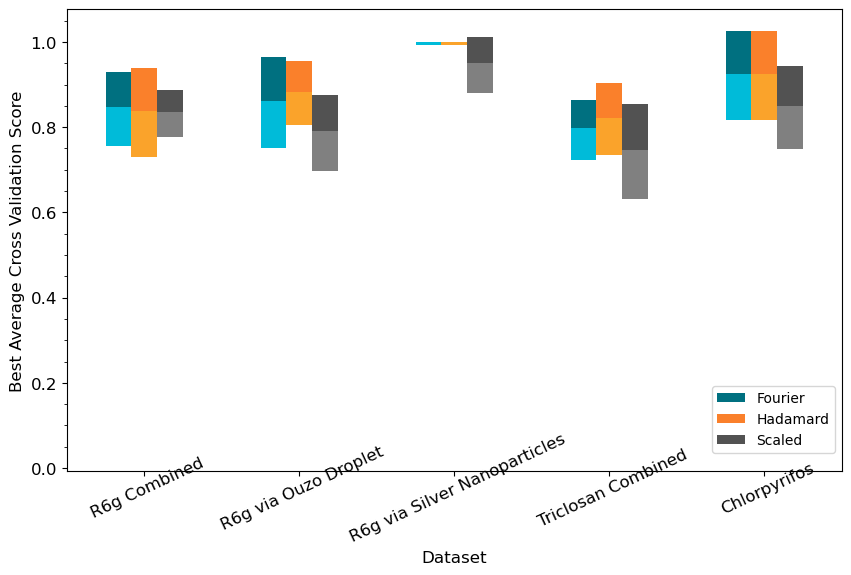 Best Average Cross Validation Score
1.0
0.8
0.6
0.4
0.2
0.0
Fourier
Hadamard
Scaled
R6g Combined
R6g via Ouzo Droplet
R6g via Silver Nanoparticles
Triclosan Combined
Chlorpyrifos
Dataset